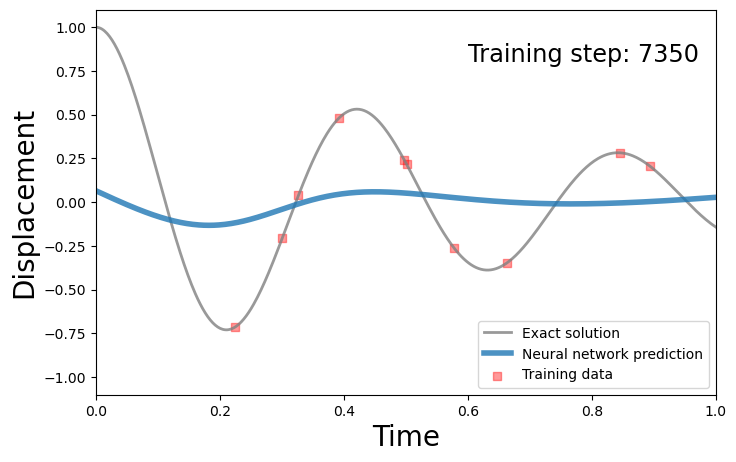 Training step: 7350
Displacement
1.00
0.75
0.50
0.25
0.00
−0.25
−0.50
−0.75
−1.00
Exact solution
Neural network prediction
Training data
0.0 0.2 0.4 0.6 0.8 1.0
Time